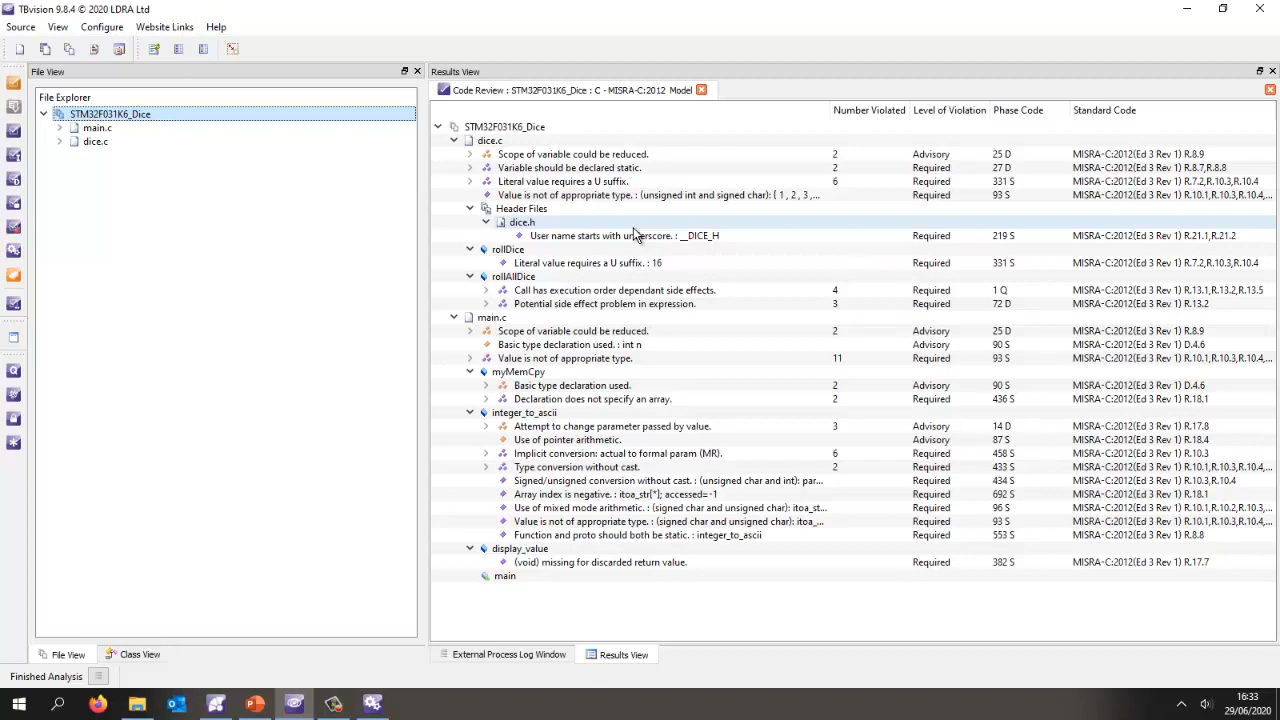 TBvision 9.8.4 © 2020 LDRA Ltd
Source View Configure Website Links Help
File View
Results View
File Explorer
STM32F031K6_Dice
main.c
dice.c
Code Review : STM32F031K6_Dice : C - MISRA-C:2012 Model
Number Violated Level of Violation Phase Code Standard Code
STM32F031K6_Dice
dice.c
Scope of variable could be reduced. 2 Advisory 25 D MISRA-C:2012(Ed 3 Rev 1) R.8.9
Variable should be declared static. 2 Required 27 D MISRA-C:2012(Ed 3 Rev 1) R.8.7,R.8.8
Literal value requires a U suffix. 6 Required 331 S MISRA-C:2012(Ed 3 Rev 1) R.7.2,R.10.3,R.10.4
Value is not of appropriate type. : (unsigned int and signed char): { 1 , 2 , 3 ,... Required 93 S MISRA-C:2012(Ed 3 Rev 1) R.10.1,R.10.3,R.10.4,...
Header Files
dice.h
User name starts with underscore. : __DICE_H Required 219 S MISRA-C:2012(Ed 3 Rev 1) R.21.1,R.21.2
rollDice
Literal value requires a U suffix. : 16 Required 331 S MISRA-C:2012(Ed 3 Rev 1) R.7.2,R.10.3,R.10.4
rollAllDice
Call has execution order dependant side effects. 4 Required 1 Q MISRA-C:2012(Ed 3 Rev 1) R.13.1,R.13.2,R.13.5
Potential side effect problem in expression. 3 Required 72 D MISRA-C:2012(Ed 3 Rev 1) R.13.2
main.c
Scope of variable could be reduced. 2 Advisory 25 D MISRA-C:2012(Ed 3 Rev 1) R.8.9
Basic type declaration used. : int n Advisory 90 S MISRA-C:2012(Ed 3 Rev 1) D.4.6
Value is not of appropriate type. 11 Required 93 S MISRA-C:2012(Ed 3 Rev 1) R.10.1,R.10.3,R.10.4,...
myMemCpy
Basic type declaration used. 2 Advisory 90 S MISRA-C:2012(Ed 3 Rev 1) D.4.6
Declaration does not specify an array. 2 Required 436 S MISRA-C:2012(Ed 3 Rev 1) R.18.1
integer_to_ascii
Attempt to change parameter passed by value. 3 Advisory 14 D MISRA-C:2012(Ed 3 Rev 1) R.17.8
Use of pointer arithmetic. Advisory 87 S MISRA-C:2012(Ed 3 Rev 1) R.18.4
Implicit conversion: actual to formal param (MR). 6 Required 458 S MISRA-C:2012(Ed 3 Rev 1) R.10.3
Type conversion without cast. 2 Required 433 S MISRA-C:2012(Ed 3 Rev 1) R.10.1,R.10.3,R.10.4,...
Signed/unsigned conversion without cast. : (unsigned char and int): par... Required 434 S MISRA-C:2012(Ed 3 Rev 1) R.10.3,R.10.4
Array index is negative. : itoa_str[*]; accessed=-1 Required 692 S MISRA-C:2012(Ed 3 Rev 1) R.18.1
Use of mixed mode arithmetic. : (signed char and unsigned char): itoa_st... Required 96 S MISRA-C:2012(Ed 3 Rev 1) R.10.1,R.10.2,R.10.3,...
Value is not of appropriate type. : (signed char and unsigned char): itoa_... Required 93 S MISRA-C:2012(Ed 3 Rev 1) R.10.1,R.10.3,R.10.4,...
Function and proto should both be static. : integer_to_ascii Required 553 S MISRA-C:2012(Ed 3 Rev 1) R.8.8
display_value
(void) missing for discarded return value. Required 382 S MISRA-C:2012(Ed 3 Rev 1) R.17.7
main
File View Class View
External Process Log Window Results View
Finished Analysis
16:33
29/06/2020